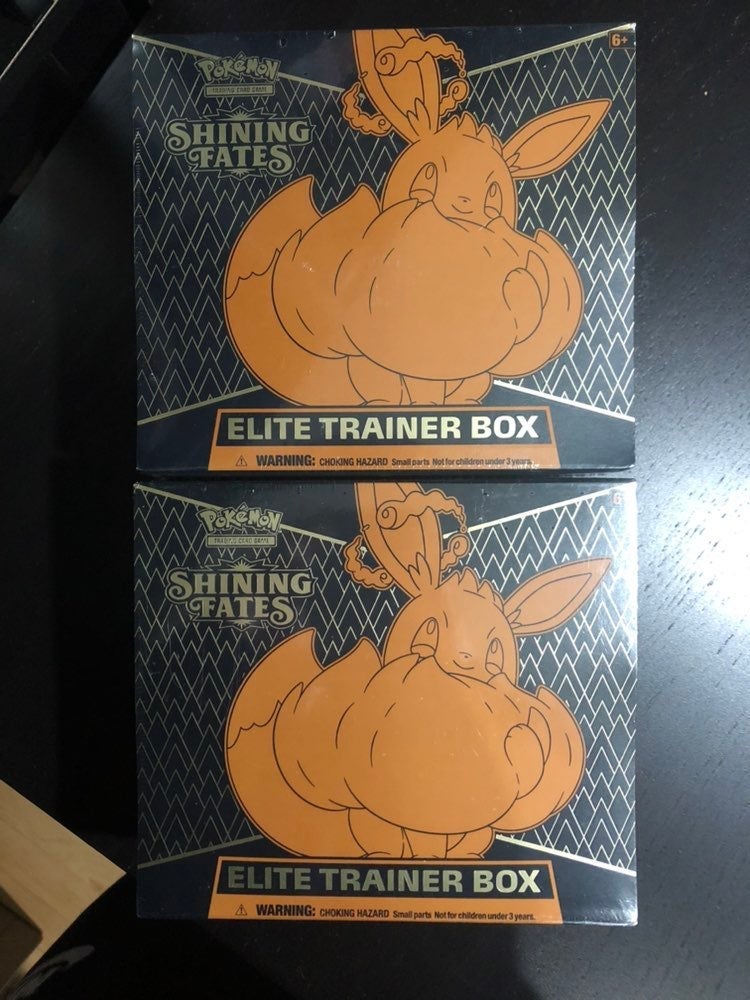 6+
Pokémon
TRADING CARD GAME
SHINING
FATES
ELITE TRAINER BOX
⚠ WARNING: CHOKING HAZARD Small parts Not for children under 3 years.
Pokémon
TRADING CARD GAME
SHINING
FATES
ELITE TRAINER BOX
⚠ WARNING: CHOKING HAZARD Small parts Not for children under 3 years.